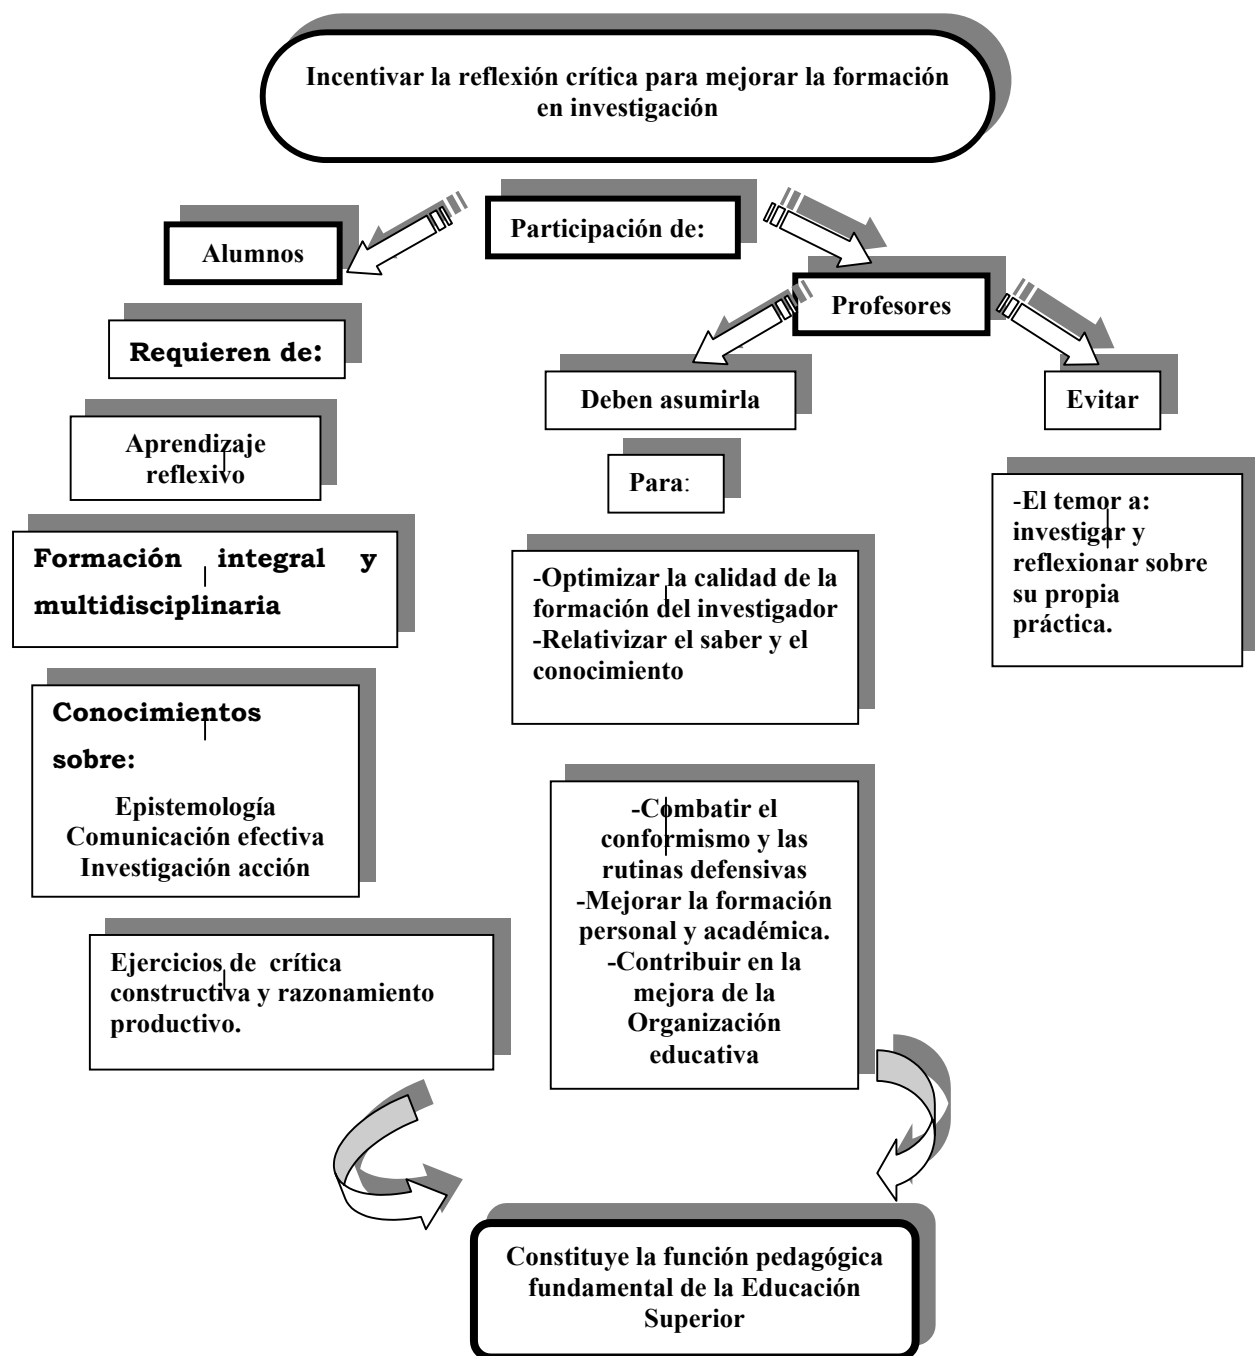 Incentivar la reflexión crítica para mejorar la formación
en investigación
Participación de:
Alumnos
Profesores
Requieren de:
Aprendizaje
reflexivo
Formación integral y
multidisciplinaria
Conocimientos
sobre:
Epistemología
Comunicación efectiva
Investigación acción
Ejercicios de crítica
constructiva y razonamiento
productivo.
Deben asumirla
Para:
-Optimizar la calidad de la
formación del investigador
-Relativizar el saber y el
conocimiento
-Combatir el
conformismo y las
rutinas defensivas
-Mejorar la formación
personal y académica.
-Contribuir en la
mejora de la
Organización
educativa
Evitar
-El temor a:
investigar y
reflexionar sobre
su propia
práctica.
Constituye la función pedagógica
fundamental de la Educación
Superior